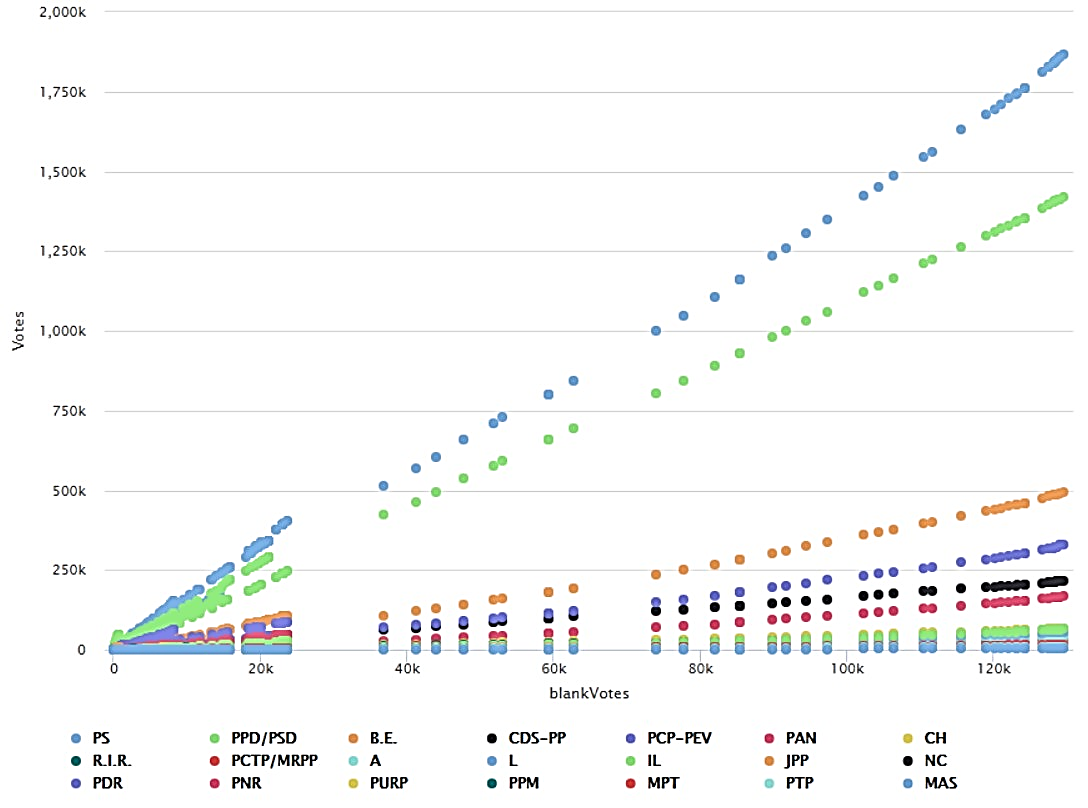 2,000k
1,750k
1,500k
1,250k
1,000k
750k
500k
250k
0
Votes
0 20k 40k 60k 80k 100k 120k
blankVotes
PS PPD/PSD B.E. CDS-PP PCP-PEV PAN CH
R.I.R. PCTP/MRPP A L IL JPP NC
PDR PNR PURP PPM MPT PTP MAS